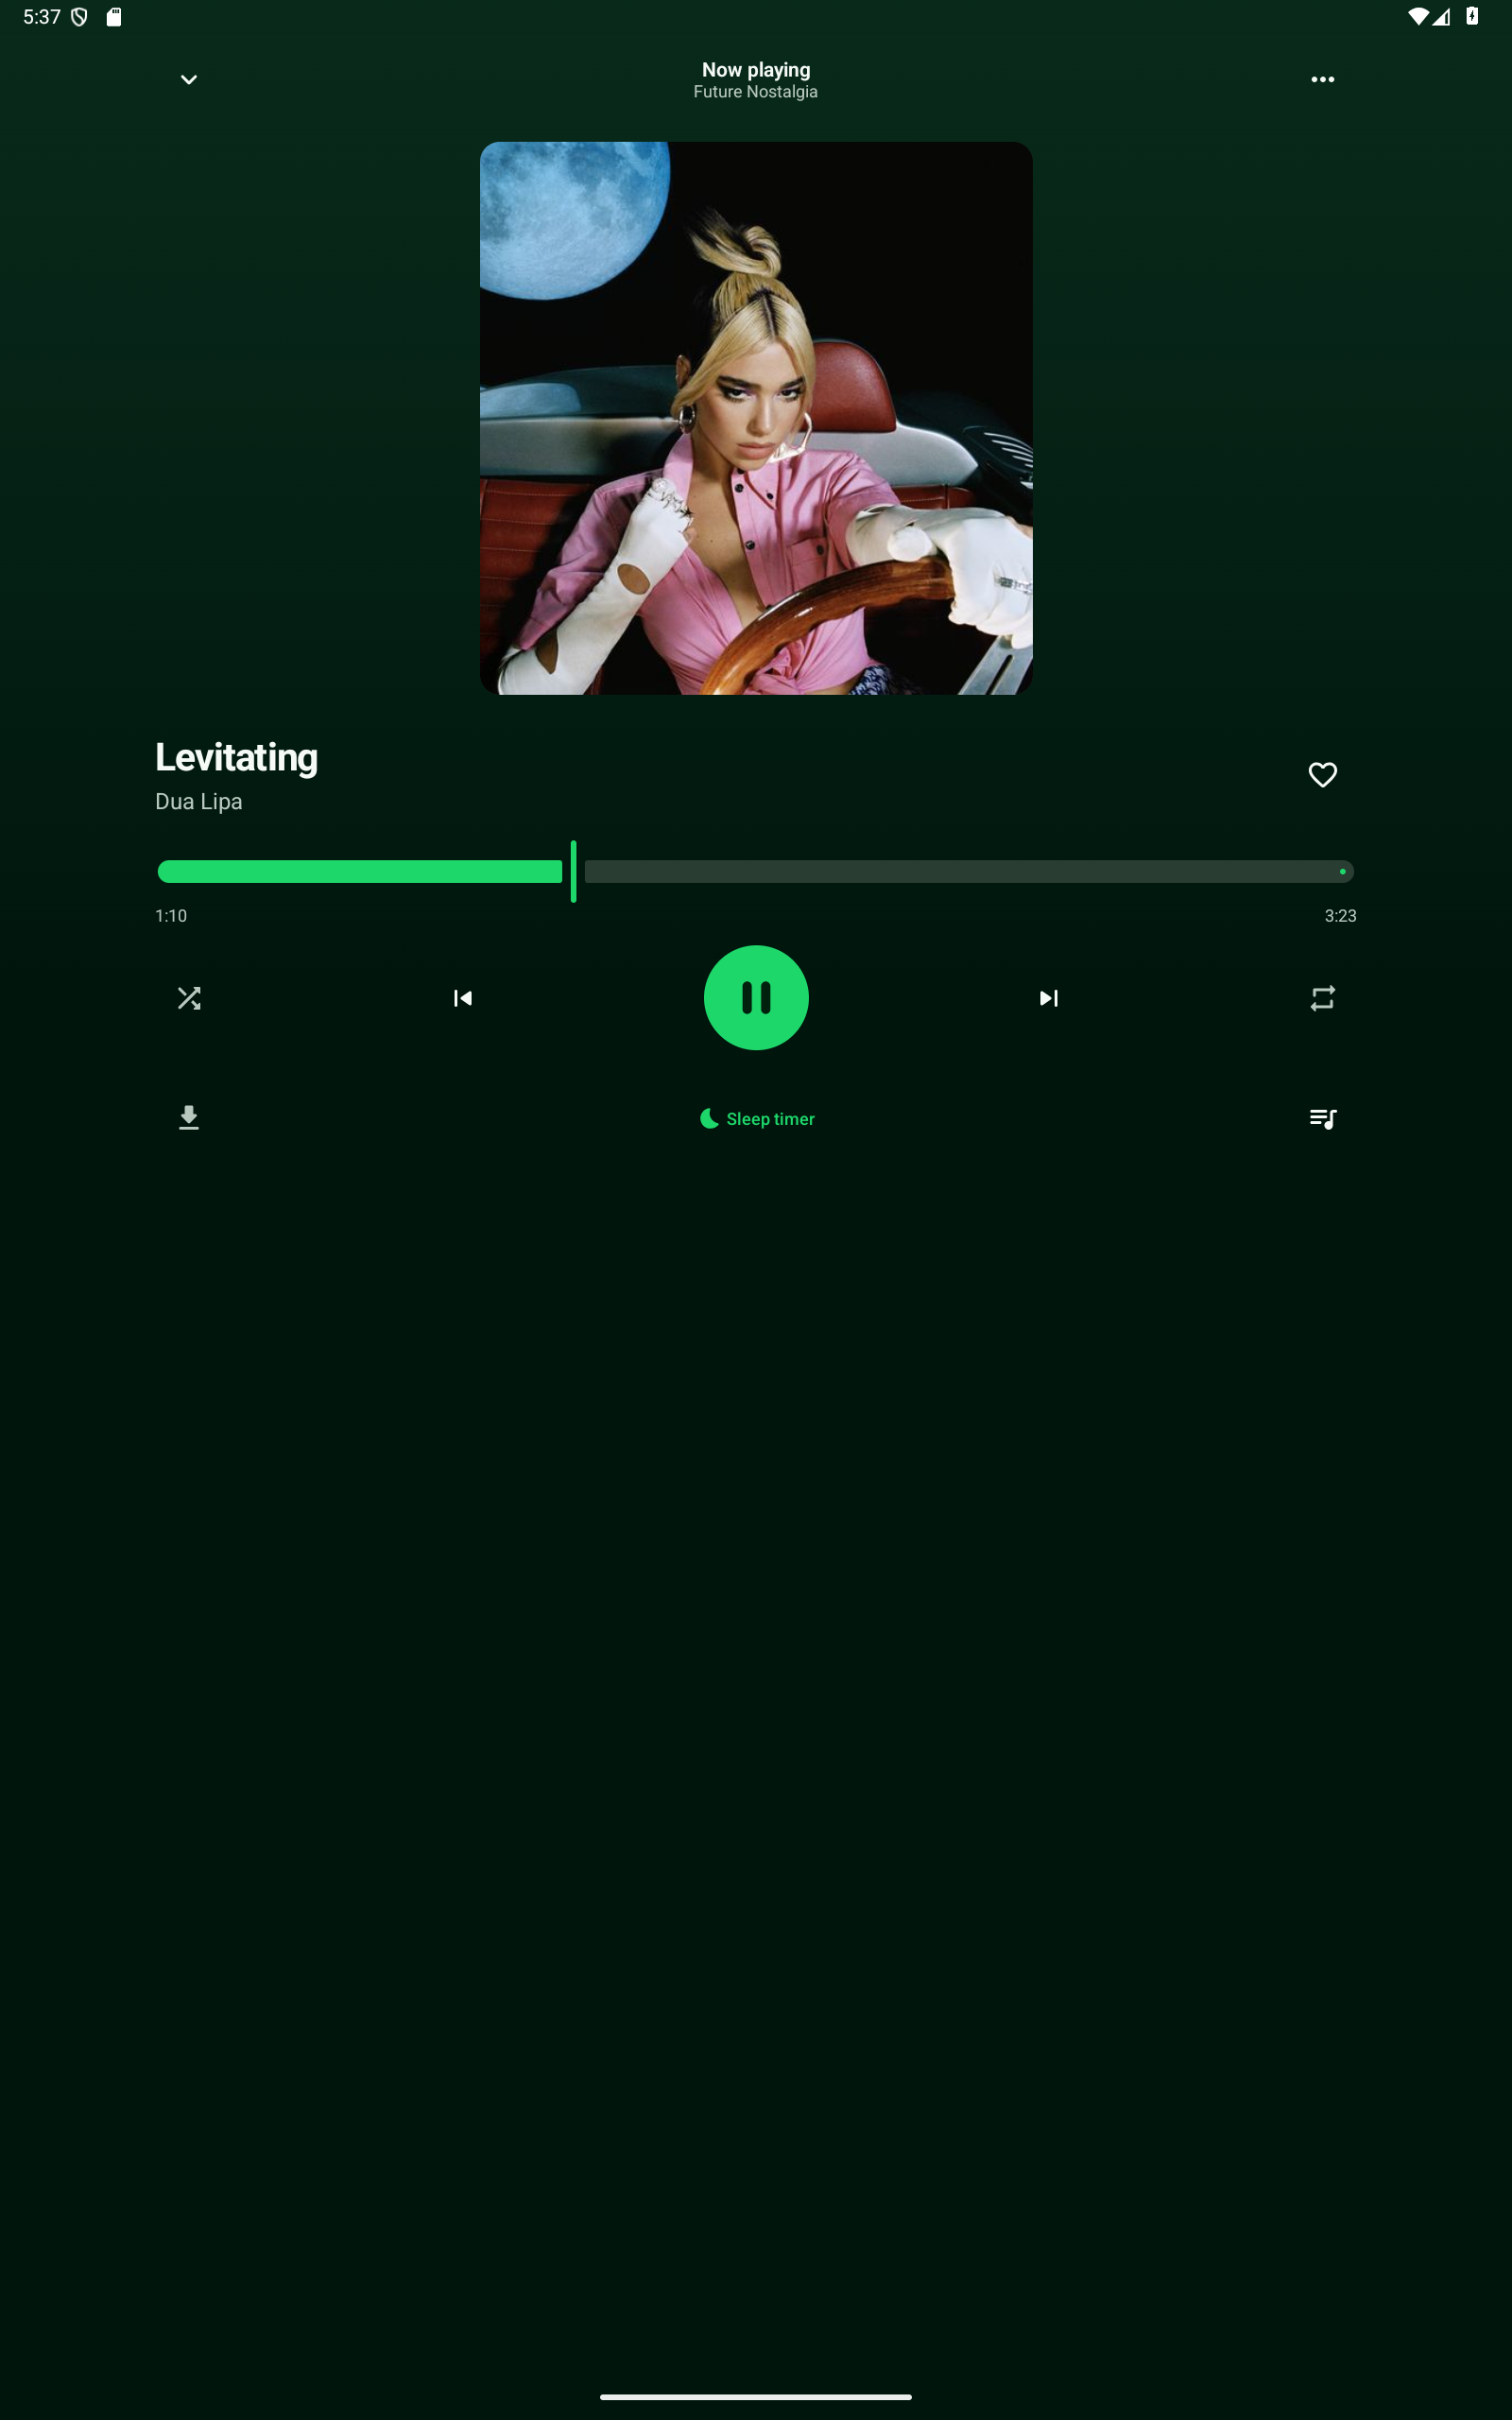 5:37
Now playing
Future Nostalgia
Levitating
Dua Lipa
1:10
3:23
Sleep timer